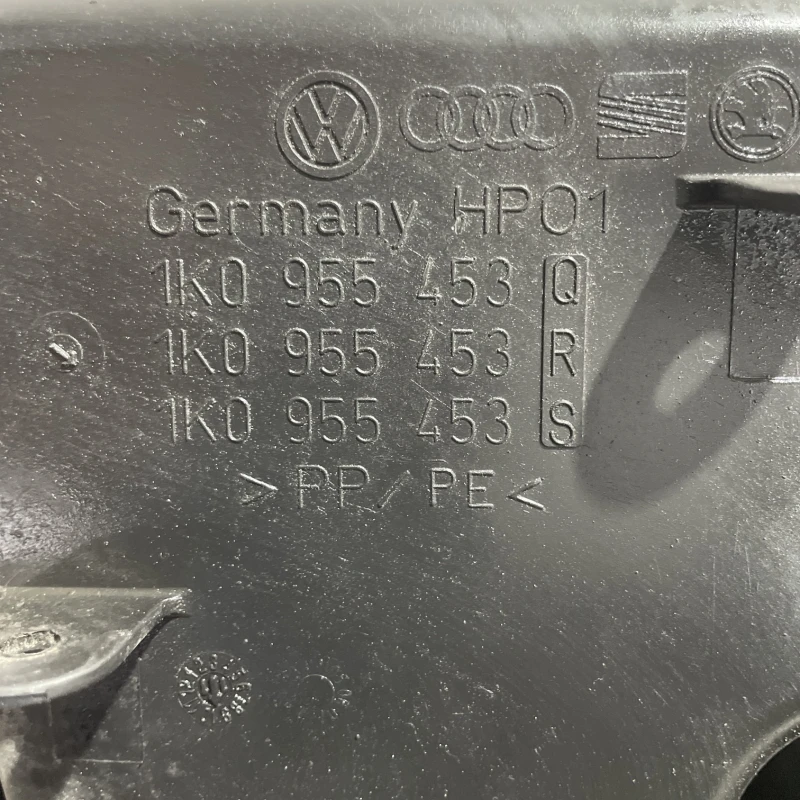 Germany HP01
1K0 955 453 Q
1K0 955 453 R
1K0 955 453 S
>PP/PE<